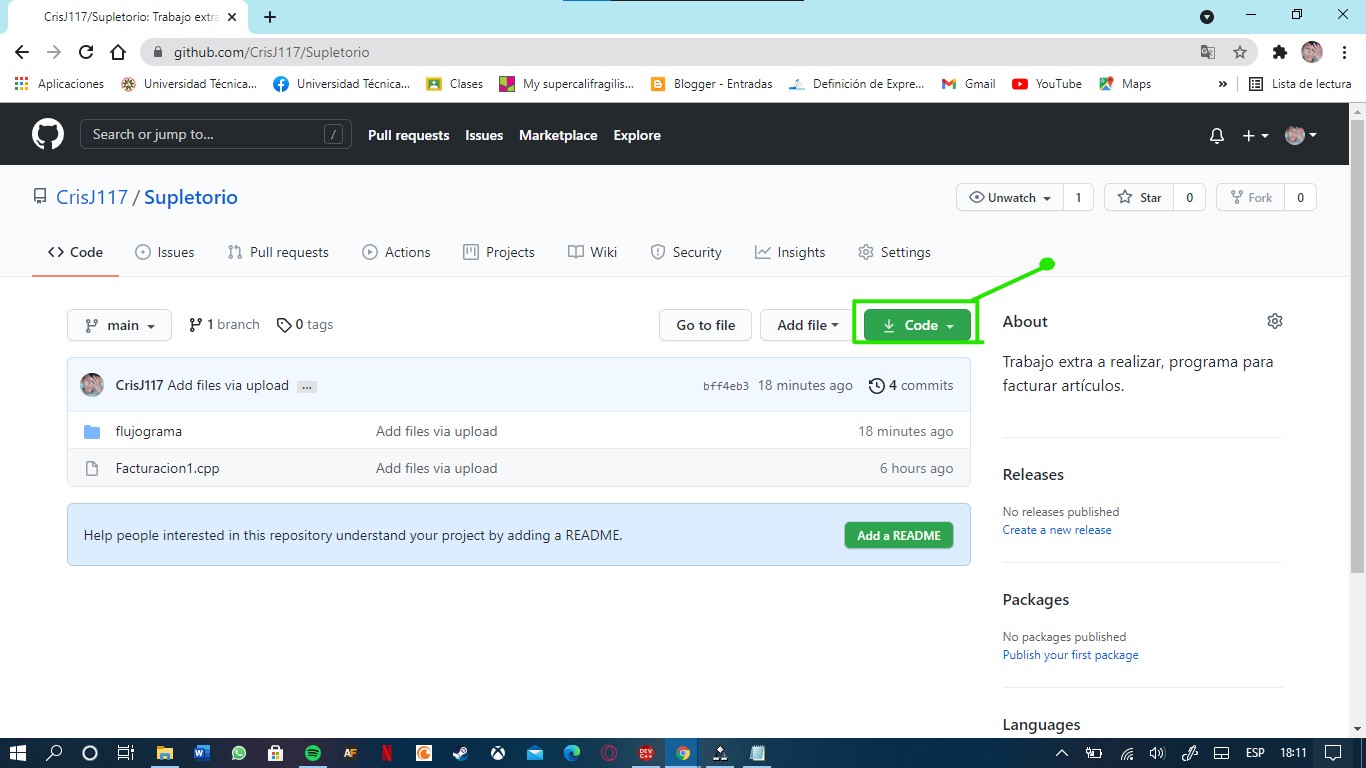 CrisJ117/Supletorio: Trabajo extra
github.com/CrisJ117/Supletorio
Aplicaciones Universidad Técnica... Universidad Técnica... Clases My supercalifragilis... Blogger - Entradas Definición de Expre... Gmail YouTube Maps » Lista de lectura
Search or jump to... / Pull requests Issues Marketplace Explore
CrisJ117 / Supletorio Unwatch 1 Star 0 Fork 0
Code Issues Pull requests Actions Projects Wiki Security Insights Settings
main 1 branch 0 tags Go to file Add file Code
CrisJ117 Add files via upload ... bff4eb3 18 minutes ago 4 commits
flujograma Add files via upload 18 minutes ago
Facturacion1.cpp Add files via upload 6 hours ago
Help people interested in this repository understand your project by adding a README. Add a README
About
Trabajo extra a realizar, programa para
facturar artículos.
Releases
No releases published
Create a new release
Packages
No packages published
Publish your first package
Languages
AF DEV C++ ESP 18:11